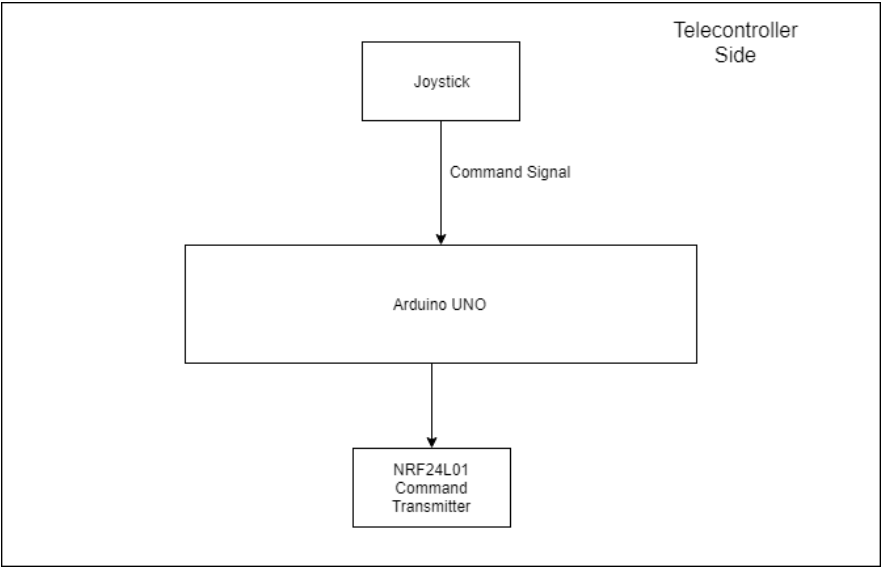 Telecontroller
Side
Joystick
Command Signal
Arduino UNO
NRF24L01
Command
Transmitter